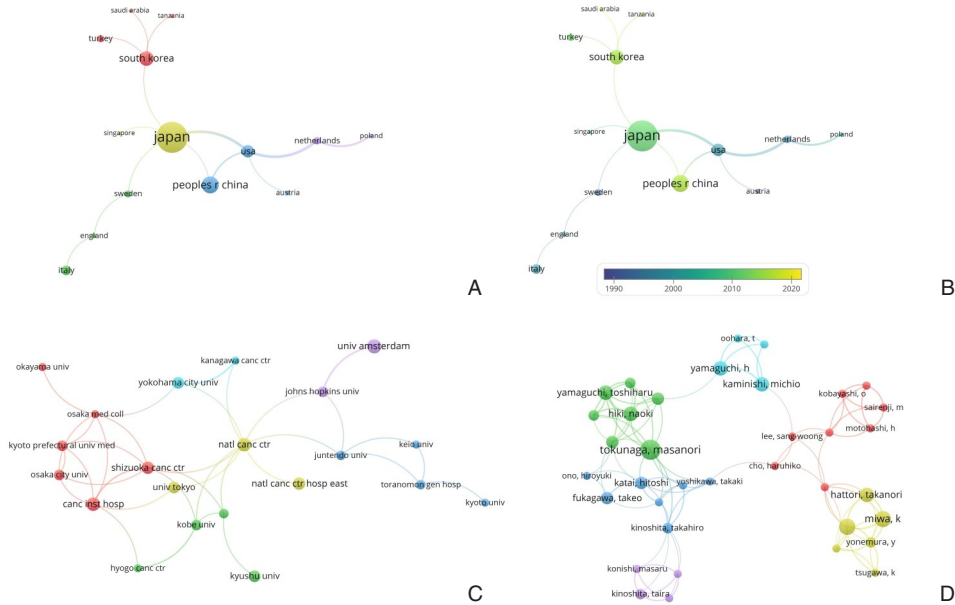 saudi arabia
tanzania
turkey
south korea
singapore
japan
usa
netherlands
poland
peoples r china
austria
sweden
england
italy
A
saudi arabia
tanzania
turkey
south korea
singapore
japan
usa
netherlands
poland
peoples r china
austria
sweden
england
italy
1990
2000
2010
2020
B
univ amsterdam
kanagawa canc ctr
okayama univ
yokohama city univ
johns hopkins univ
osaka med coll
kyoto prefectural univ med
natl canc ctr
keio univ
juntendo univ
shizuoka canc ctr
osaka city univ
univ tokyo
natl canc ctr hosp east
toranomon gen hosp
canc inst hosp
kyoto univ
kobe univ
hyogo canc ctr
kyushu univ
C
oohara, t
yamaguchi, h
kaminishi, michio
yamaguchi, toshiharu
hiki, naoki
kobayashi, o
saireiji, m
motohashi, h
lee, sang-woong
tokunaga, masanori
cho, haruhiko
ono, hiroyuki
katai, hitoshi
yoshikawa, takaki
fukagawa, takeo
hattori, takanori
miwa, k
kinoshita, takahiro
yonemura, y
konishi, masaru
tsugawa, k
kinoshita, taira
D